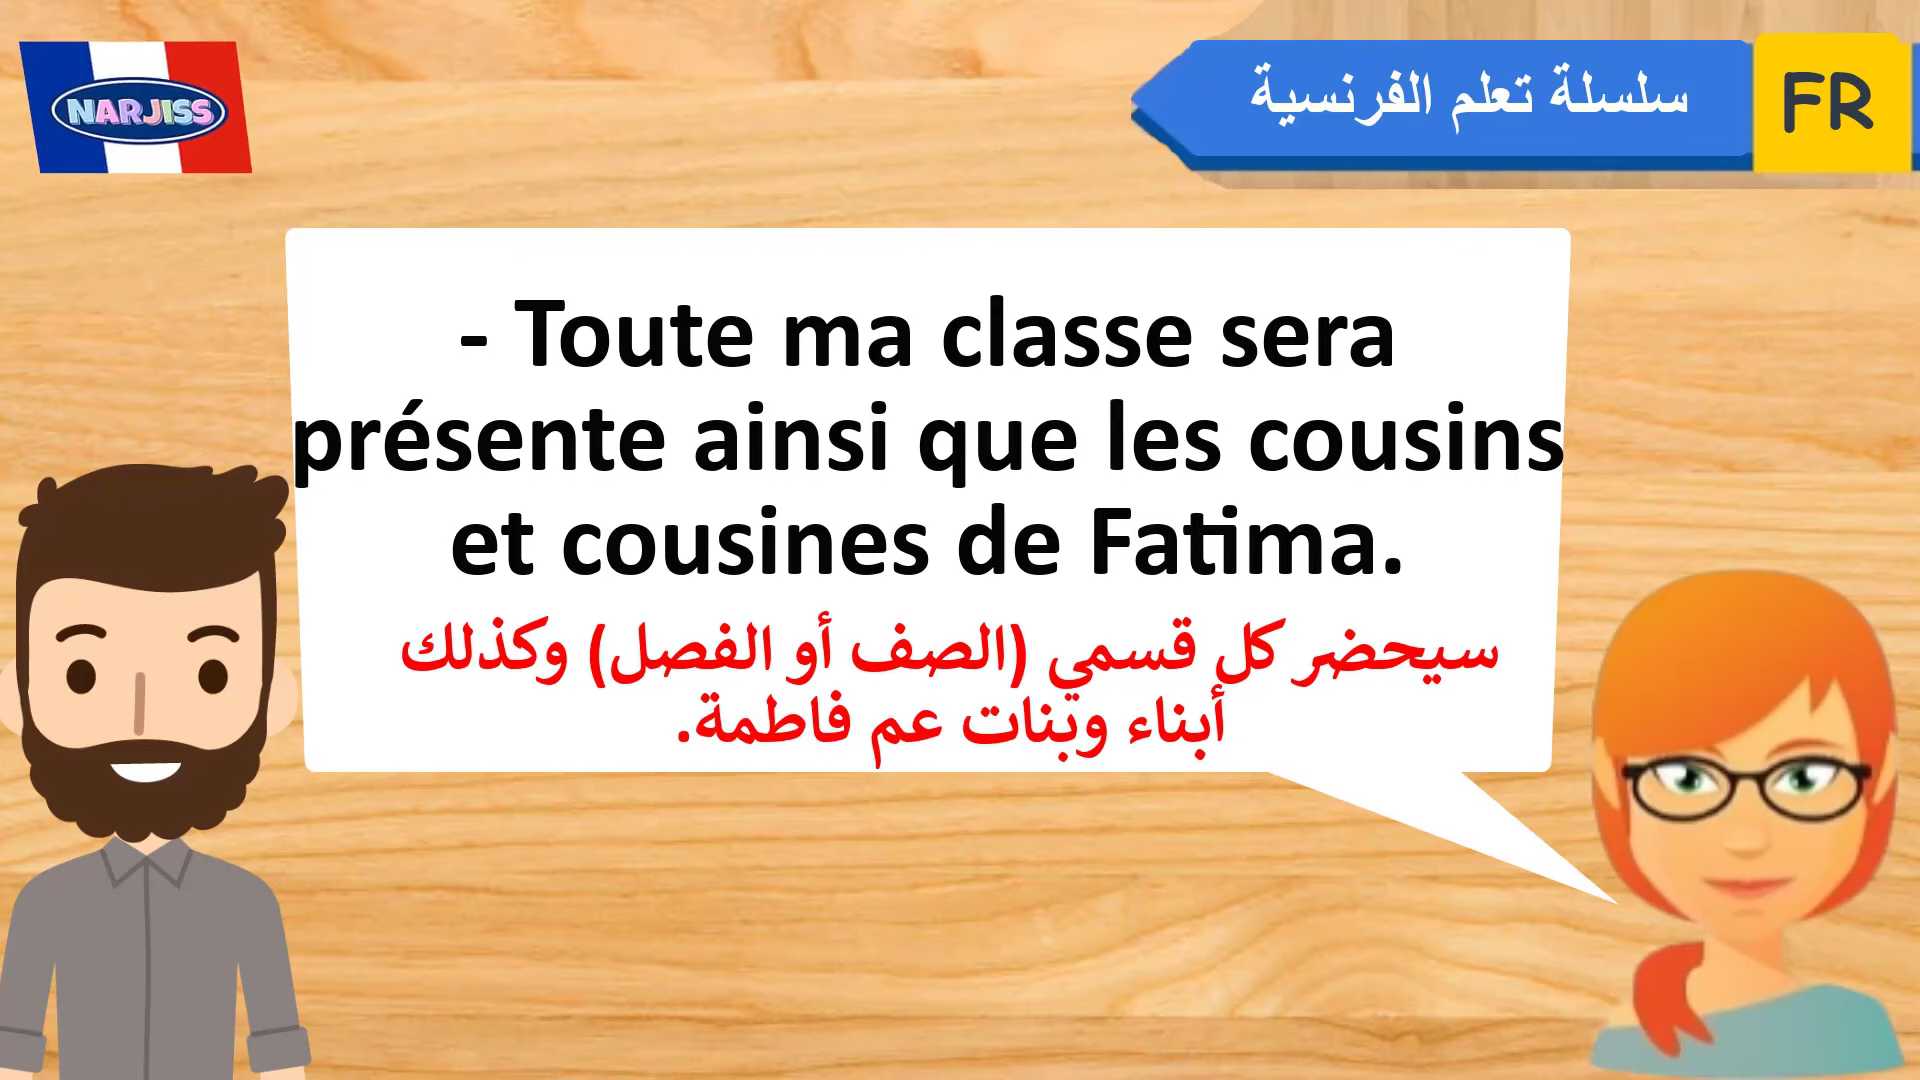 NARJISS
سلسلة تعلم الفرنسية
FR
- Toute ma classe sera
présente ainsi que les cousins
et cousines de Fatima.
سيحضر كل قسمي (الصف أو الفصل) وكذلك
أبناء وبنات عم فاطمة.